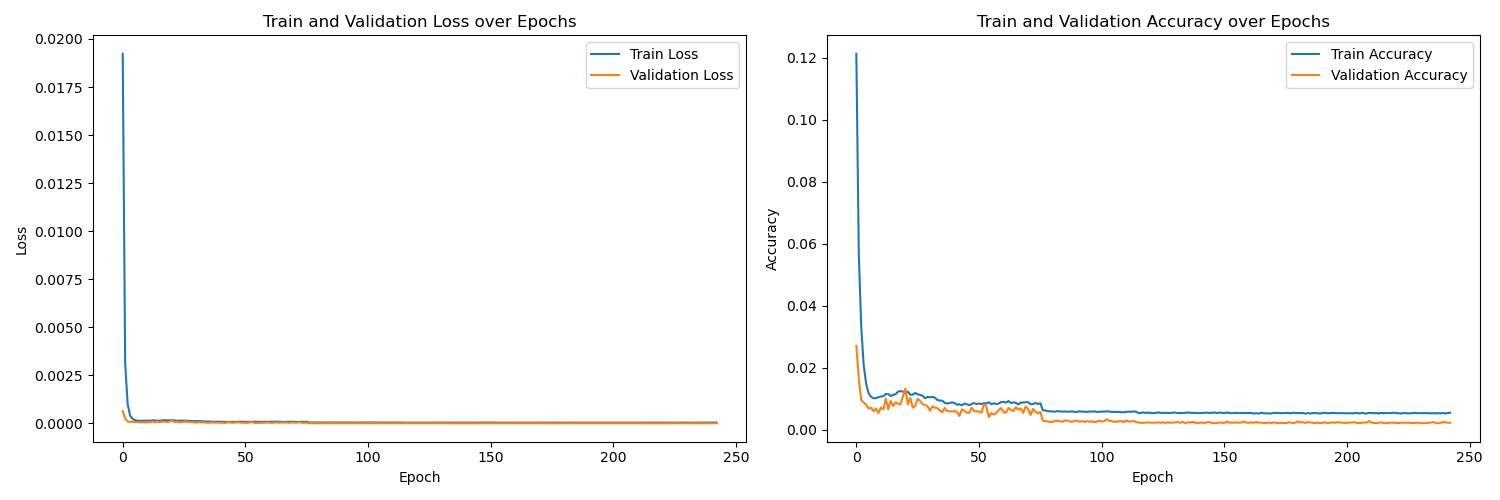 Train and Validation Loss over Epochs
0.0200
0.0175
0.0150
0.0125
0.0100
0.0075
0.0050
0.0025
0.0000
Loss
Train Loss
Validation Loss
0 50 100 150 200 250
Epoch
Train and Validation Accuracy over Epochs
0.12
0.10
0.08
0.06
0.04
0.02
0.00
Accuracy
Train Accuracy
Validation Accuracy
0 50 100 150 200 250
Epoch